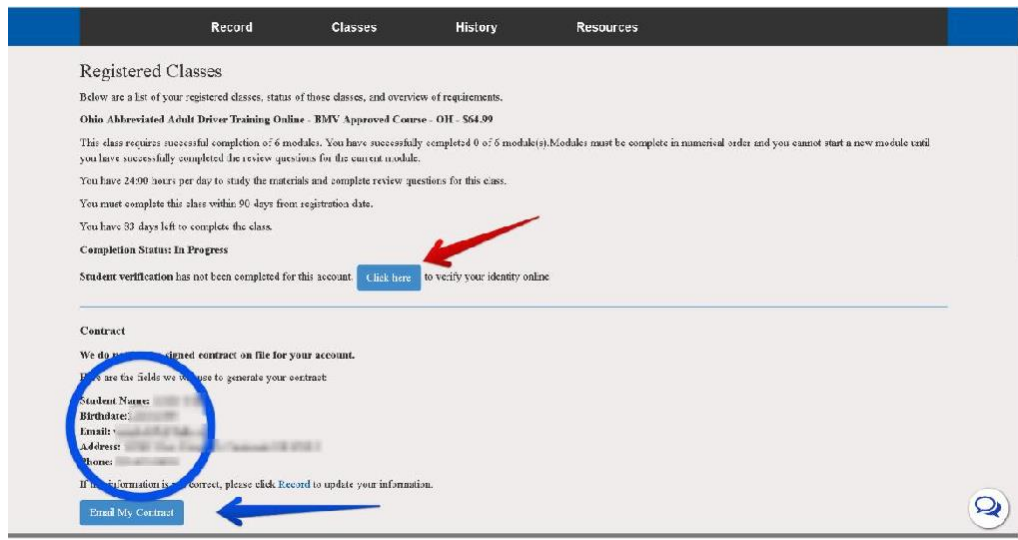 Record Classes History Resources
Registered Classes
Below are a list of your registered classes, status of those classes, and overview of requirements.
Ohio Abbreviated Adult Driver Training Online - BMV Approved Course - OH - $64.99
This class requires successful completion of 6 modules. You have successfully completed 0 of 6 module(s).Modules must be complete in numerical order and you cannot start a new module until
you have successfully completed the review questions for the current module.
You have 24:00 hours per day to study the materials and complete review questions for this class.
You must complete this class within 90 days from registration date.
You have 83 days left to complete the class.
Completion Status: In Progress
Student verification has not been completed for this account. Click here to verify your identity online
Contract
We do signed contract on file for your account.
are the fields we use to generate your contract:
Student Name:
Birthdate:
Email:
Address:
Phone:
If information is correct, please click Record to update your information.
Email My Contract